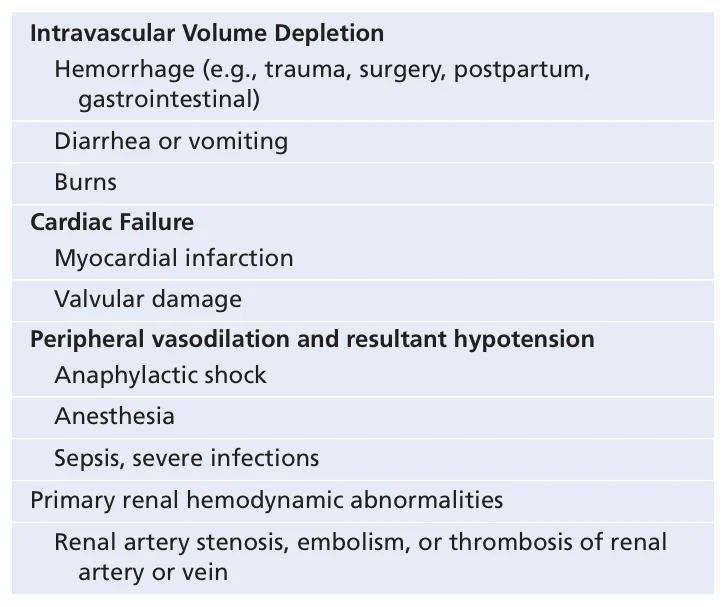 Intravascular Volume Depletion
Hemorrhage (e.g., trauma, surgery, postpartum,
gastrointestinal)
Diarrhea or vomiting
Burns
Cardiac Failure
Myocardial infarction
Valvular damage
Peripheral vasodilation and resultant hypotension
Anaphylactic shock
Anesthesia
Sepsis, severe infections
Primary renal hemodynamic abnormalities
Renal artery stenosis, embolism, or thrombosis of renal
artery or vein